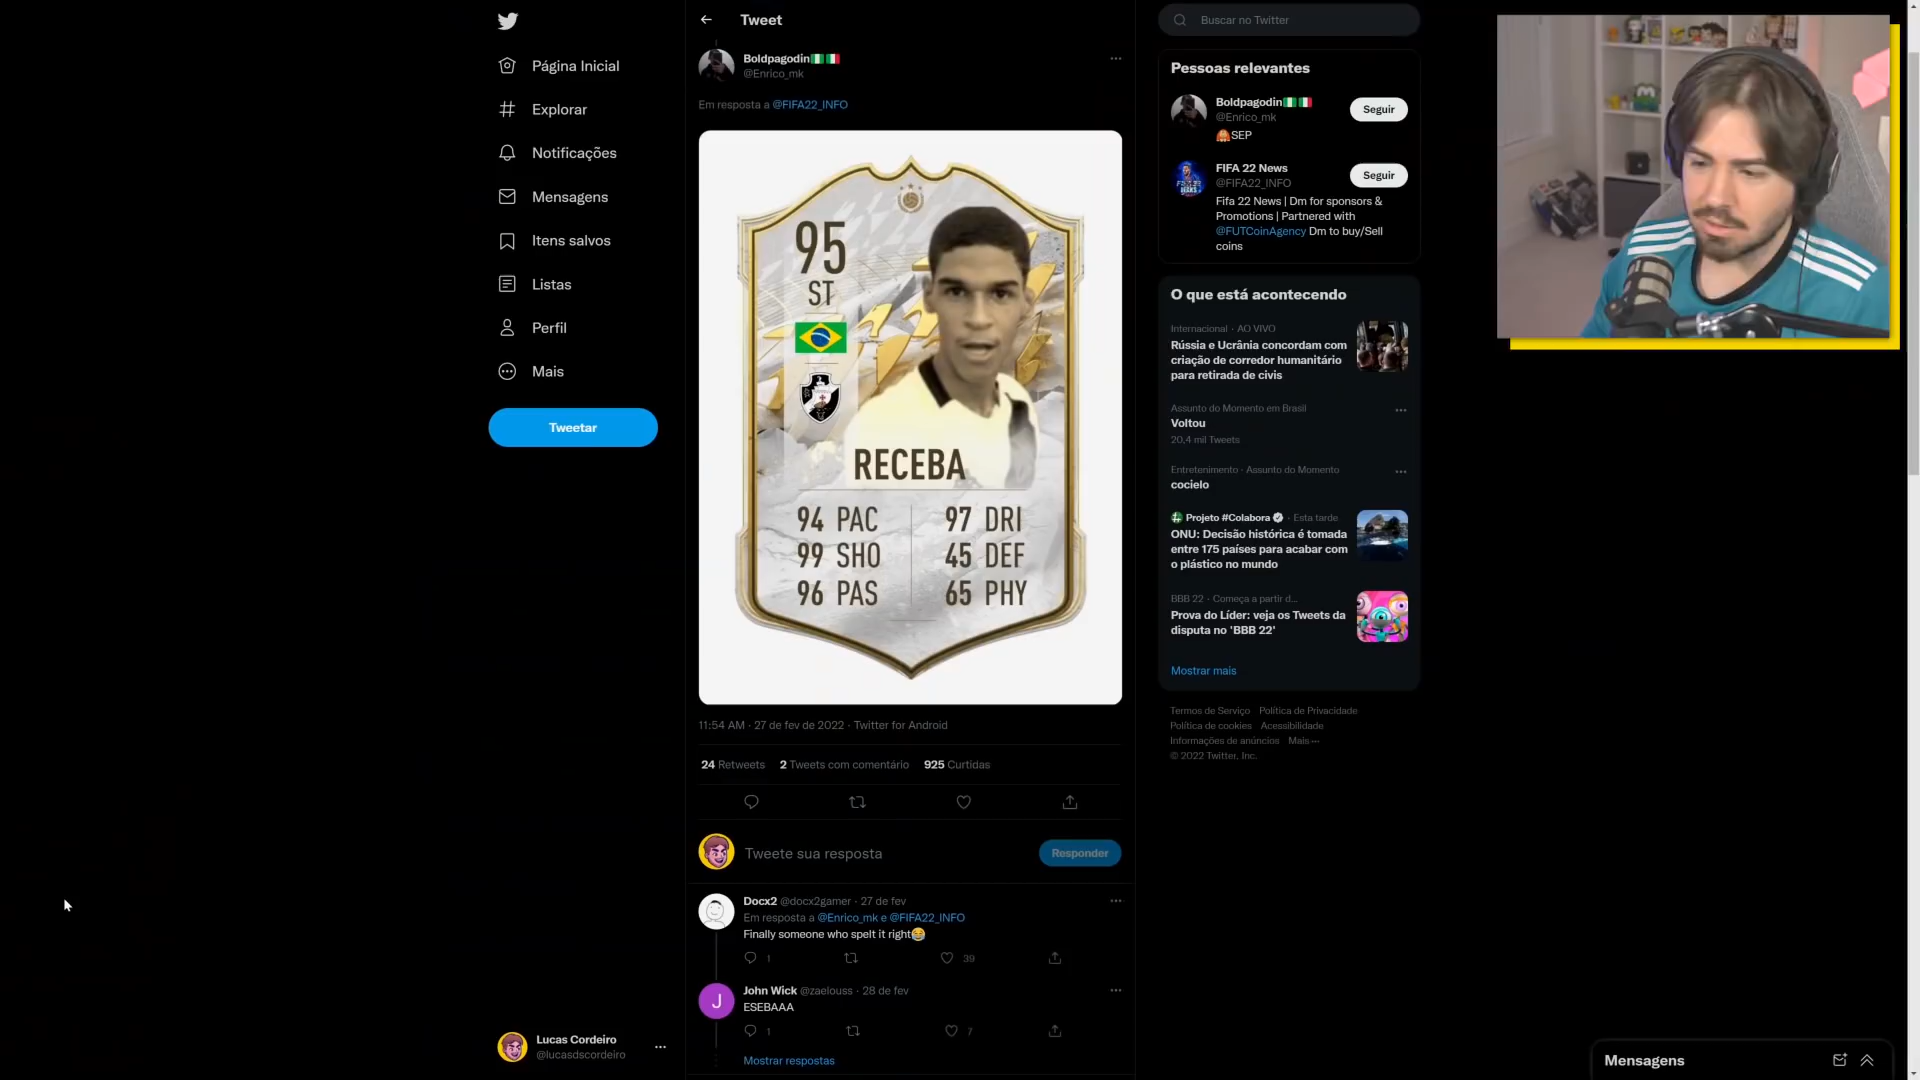 Tweet
Buscar no Twitter
Página Inicial
Explorar
Notificações
Mensagens
Itens salvos
Listas
Perfil
Mais
Tweetar
Lucas Cordeiro
@lucasdscordeiro
Boldpagodin
@Enrico_mk
Em resposta a @FIFA22_INFO
95
ST
RECEBA
94 PAC 97 DRI
99 SHO 45 DEF
96 PAS 65 PHY
11:54 AM · 27 de fev de 2022 · Twitter for Android
24 Retweets 2 Tweets com comentário 925 Curtidas
Tweete sua resposta
Responder
Docx2 @docx2gamer · 27 de fev
Em resposta a @Enrico_mk e @FIFA22_INFO
Finally someone who spelt it right😂
1 39
J
John Wick @zaelouss · 28 de fev
ESEBAAA
1 7
Mostrar respostas
Pessoas relevantes
Boldpagodin
@Enrico_mk
Seguir
SEP
FIFA 22 News
@FIFA22_INFO
Seguir
Fifa 22 News | Dm for sponsors &
Promotions | Partnered with
@FUTCoinAgency Dm to buy/Sell
coins
O que está acontecendo
Internacional · AO VIVO
Rússia e Ucrânia concordam com
criação de corredor humanitário
para retirada de civis
Assunto do Momento em Brasil
Voltou
20,4 mil Tweets
Entretenimento · Assunto do Momento
cocielo
Projeto #Colabora · Esta tarde
ONU: Decisão histórica é tomada
entre 175 países para acabar com
o plástico no mundo
BBB 22 · Começa a partir d...
Prova do Líder: veja os Tweets da
disputa no 'BBB 22'
Mostrar mais
Termos de Serviço Política de Privacidade
Política de cookies Acessibilidade
Informações de anúncios Mais ···
© 2022 Twitter, Inc.
Mensagens